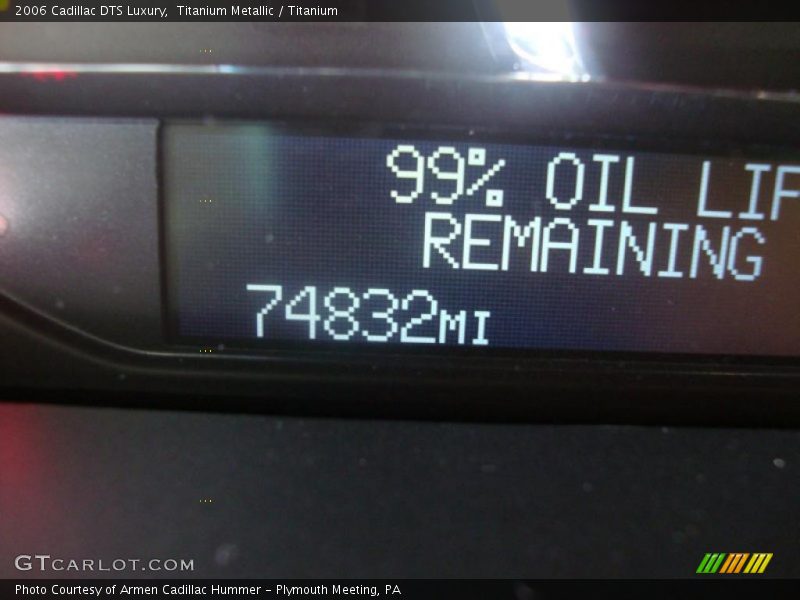 2006 Cadillac DTS Luxury,  Titanium Metallic / Titanium
99% OIL LIF
REMAINING
74832MI
GTCARLOT.COM
Photo Courtesy of Armen Cadillac Hummer - Plymouth Meeting, PA